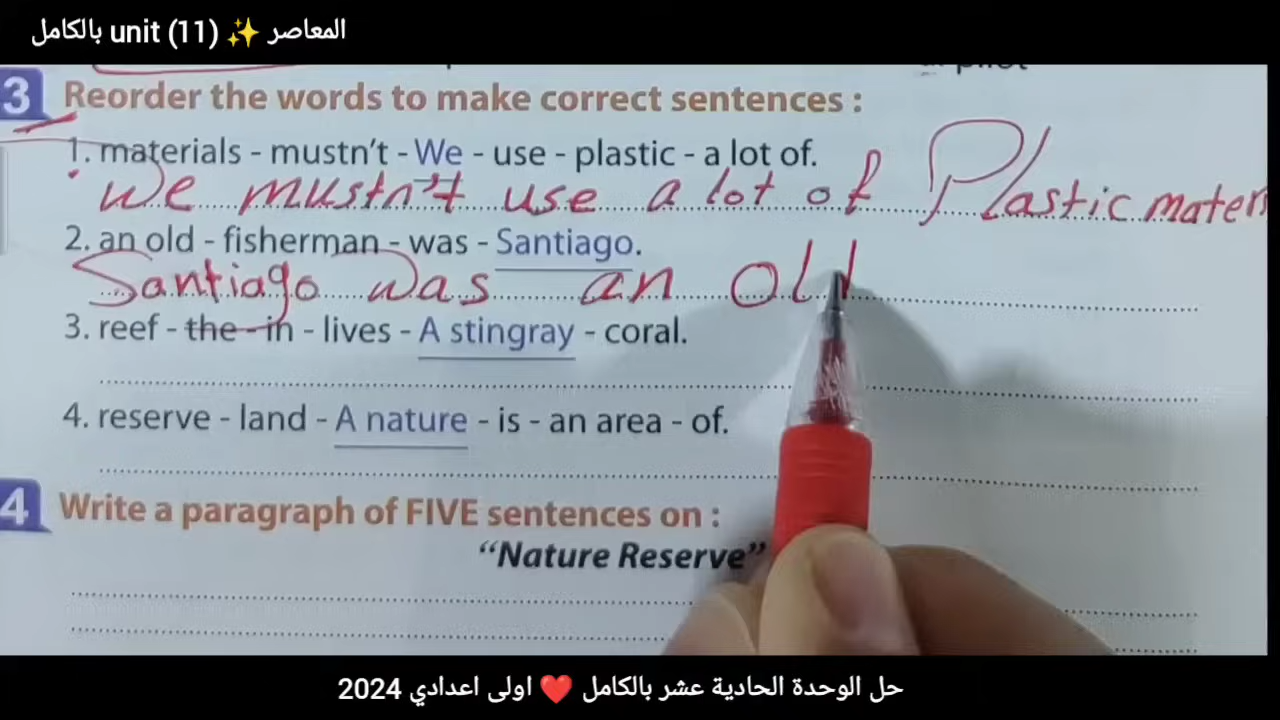 المعاصر ✨ unit (11) بالكامل
3 Reorder the words to make correct sentences :
1. materials - mustn't - We - use - plastic - a lot of.
We mustn't use a lot of Plastic mater
2. an old - fisherman - was - Santiago.
Santiago was an old
3. reef - the - in - lives - A stingray - coral.
4. reserve - land - A nature - is - an area - of.
4 Write a paragraph of FIVE sentences on :
“Nature Reserve”
حل الوحدة الحادية عشر بالكامل ❤️ اولى اعدادي 2024